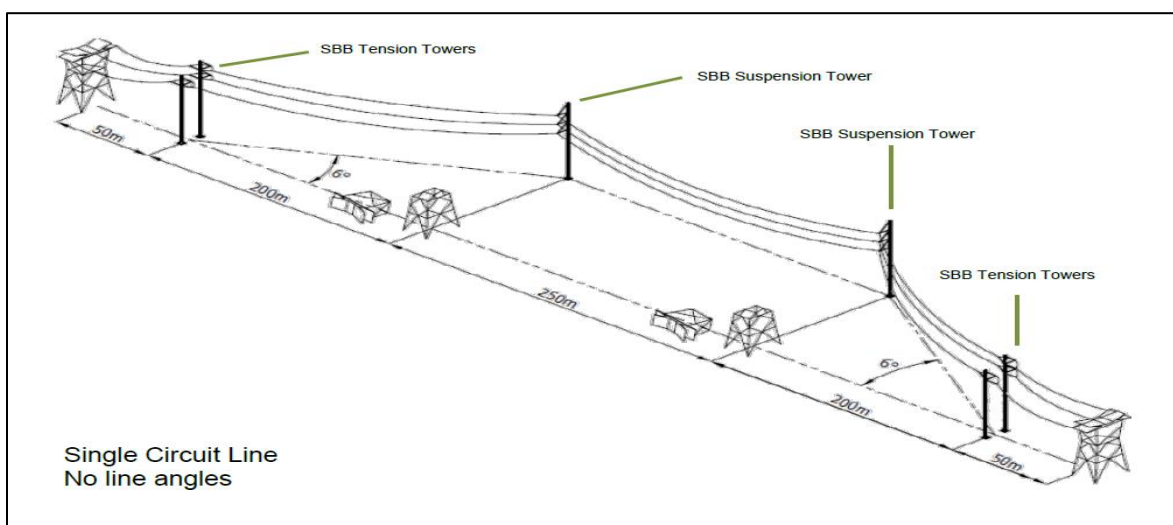 SBB Tension Towers
SBB Suspension Tower
SBB Suspension Tower
SBB Tension Towers
50m
200m
6°
250m
6°
200m
50m
Single Circuit Line
No line angles